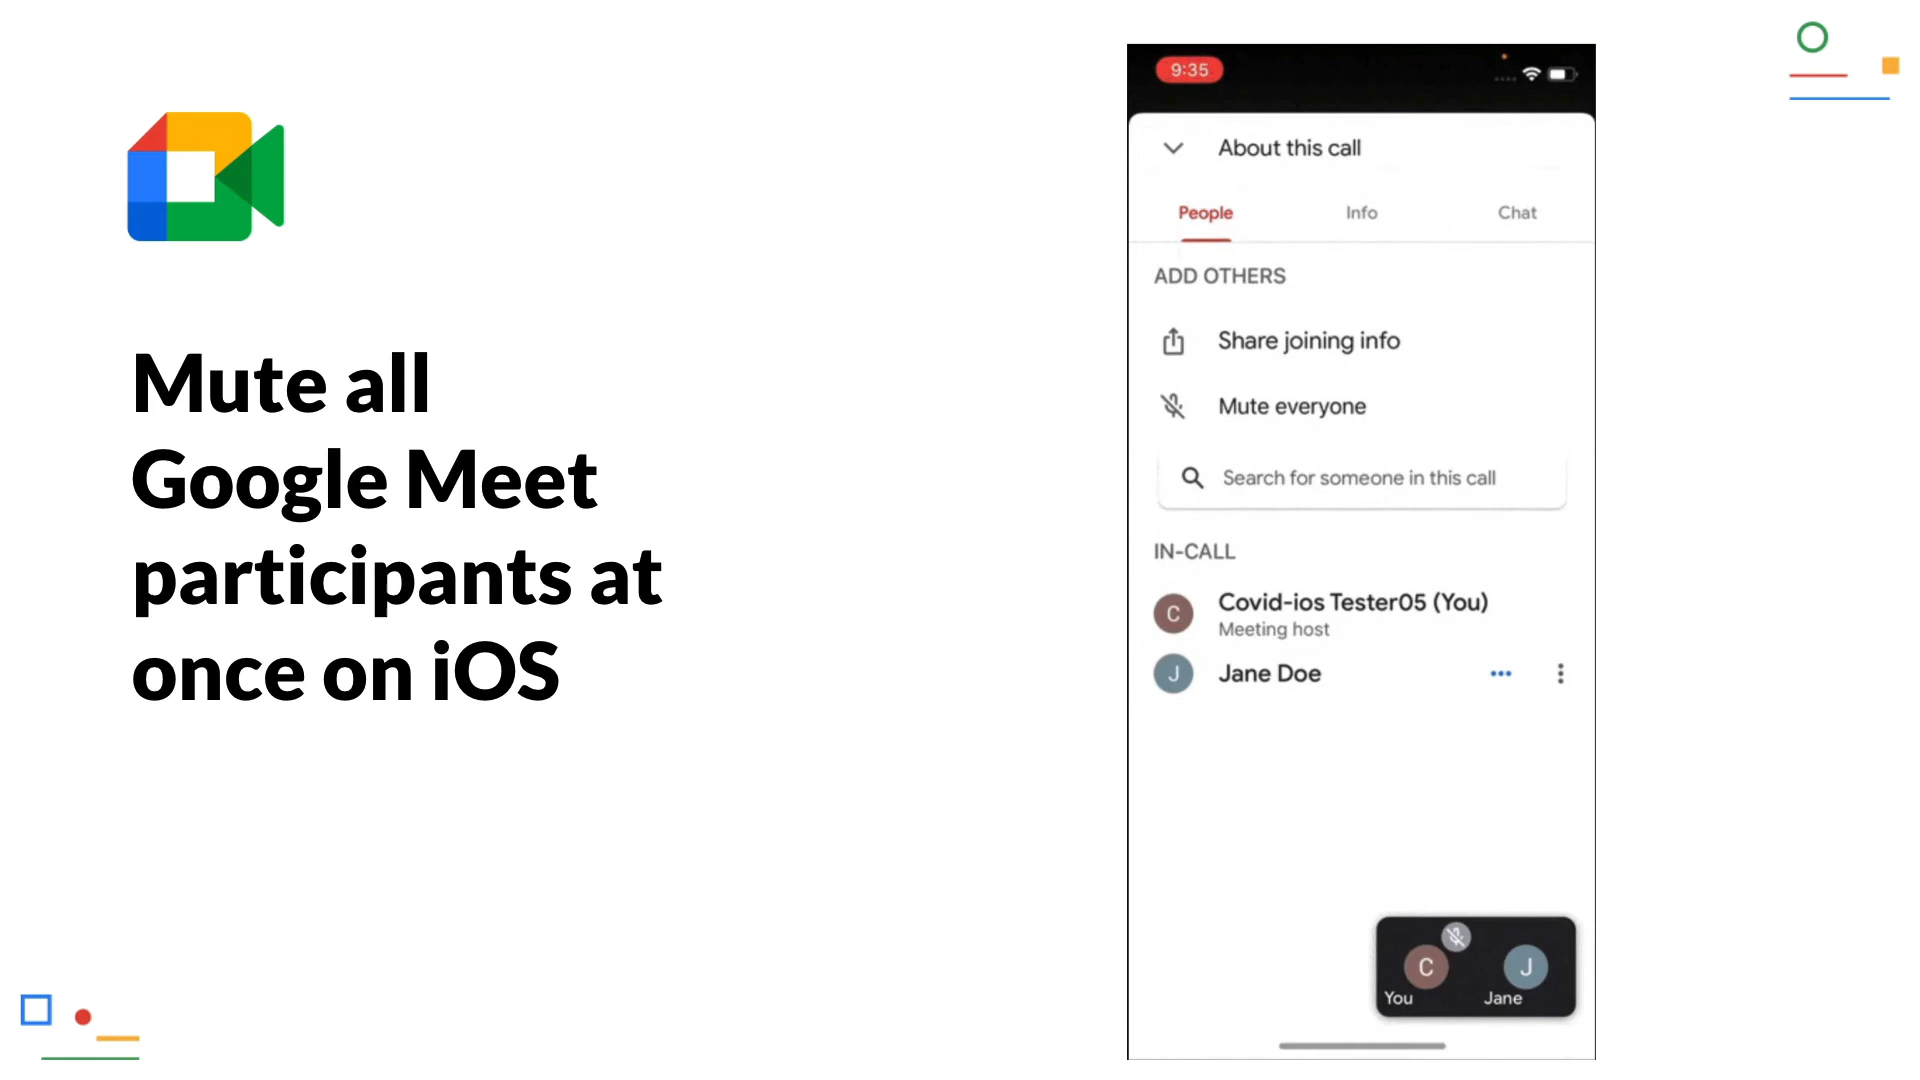 Mute all
Google Meet
participants at
once on iOS
9:35
About this call
People Info Chat
ADD OTHERS
Share joining info
Mute everyone
Search for someone in this call
IN-CALL
C
Covid-ios Tester05 (You)
Meeting host
J
Jane Doe
C J
You Jane